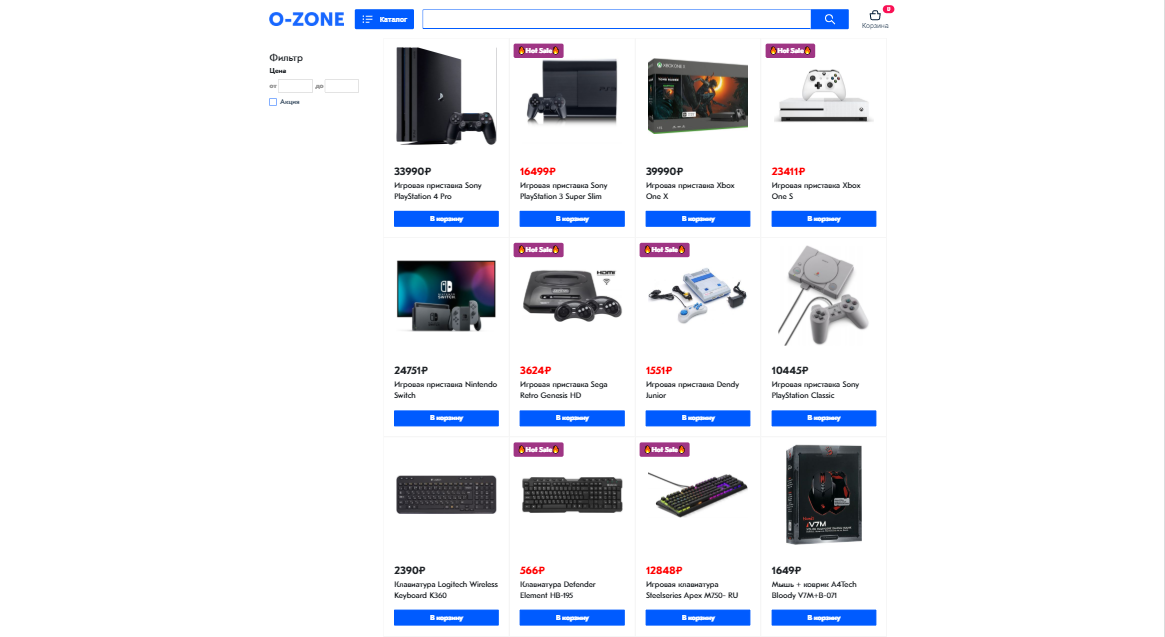 O-ZONE
Каталог
0
Корзина
Фильтр
Цена
от
до
Акция
Hot Sale
Hot Sale
33990₽
16499₽
39990₽
23411₽
Игровая приставка Sony
PlayStation 4 Pro
Игровая приставка Sony
PlayStation 3 Super Slim
Игровая приставка Xbox
One X
Игровая приставка Xbox
One S
В корзину
В корзину
В корзину
В корзину
Hot Sale
Hot Sale
HDMI
NINTENDO
SWITCH
24751₽
3624₽
1551₽
10445₽
Игровая приставка Nintendo
Switch
Игровая приставка Sega
Retro Genesis HD
Игровая приставка Dendy
Junior
Игровая приставка Sony
PlayStation Classic
В корзину
В корзину
В корзину
В корзину
Hot Sale
Hot Sale
V7M
2390₽
566₽
12848₽
1649₽
Клавиатура Logitech Wireless
Keyboard K360
Клавиатура Defender
Element HB-195
Игровая клавиатура
Steelseries Apex M750- RU
Мышь + коврик A4Tech
Bloody V7M+B-071
В корзину
В корзину
В корзину
В корзину